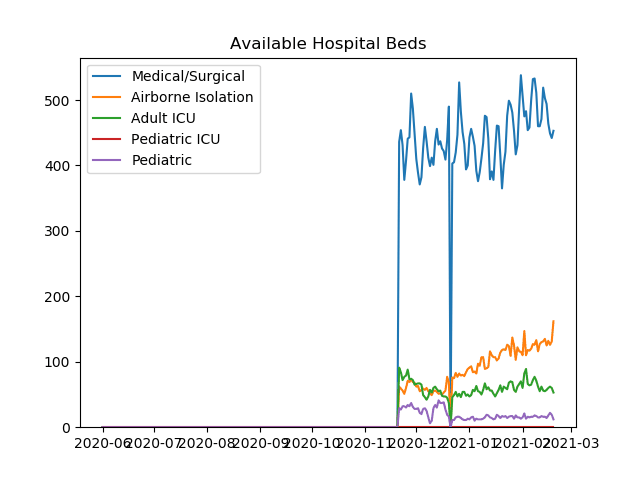 Available Hospital Beds
Medical/Surgical
Airborne Isolation
Adult ICU
Pediatric ICU
Pediatric
500
400
300
200
100
0
2020-06 2020-07 2020-08 2020-09 2020-10 2020-11 2020-12 2021-01 2021-02 2021-03